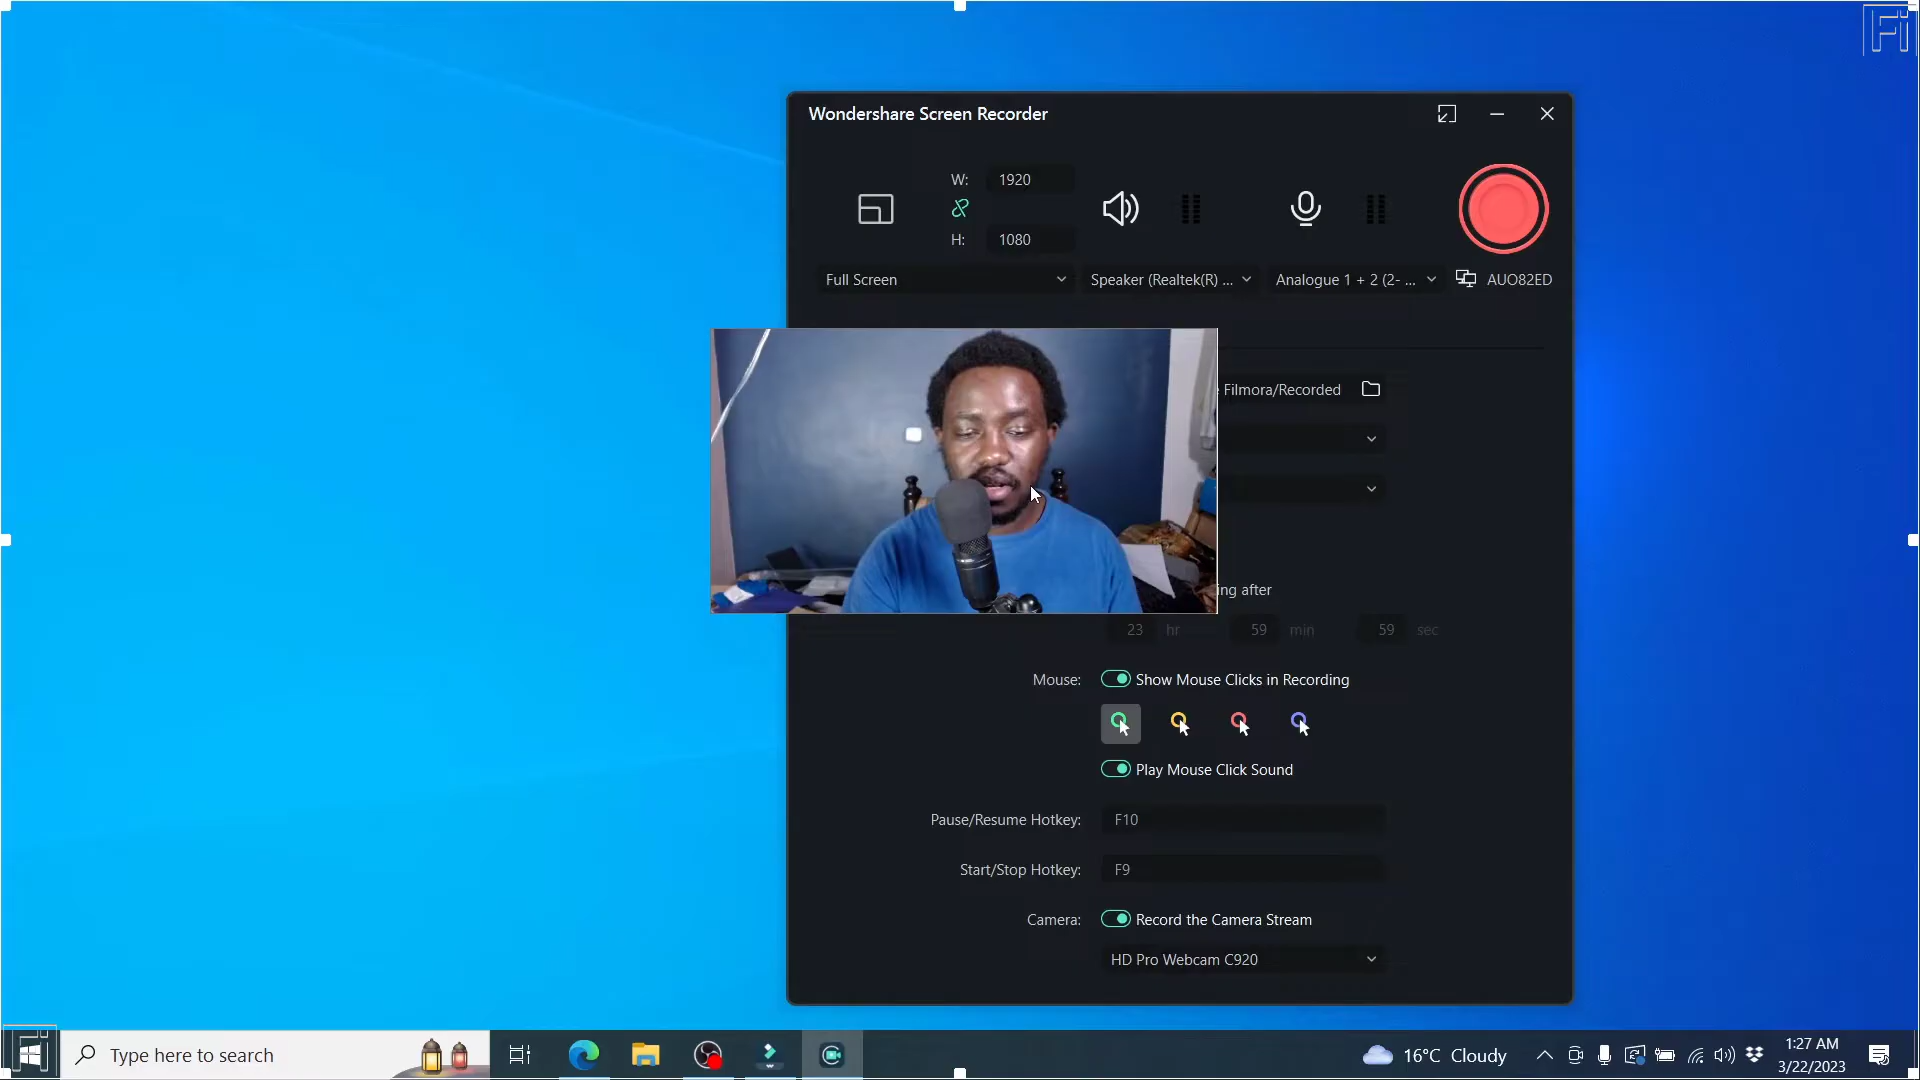 Fi
Wondershare Screen Recorder
W: 1920
H: 1080
Full Screen
Speaker (Realtek(R) ...
Analogue 1 + 2 (2- ...
AUO82ED
Filmora/Recorded
ing after
23 hr 59 min 59 sec
Mouse: Show Mouse Clicks in Recording
Play Mouse Click Sound
Pause/Resume Hotkey: F10
Start/Stop Hotkey: F9
Camera: Record the Camera Stream
HD Pro Webcam C920
Fi
Type here to search
16°C Cloudy
1:27 AM
3/22/2023